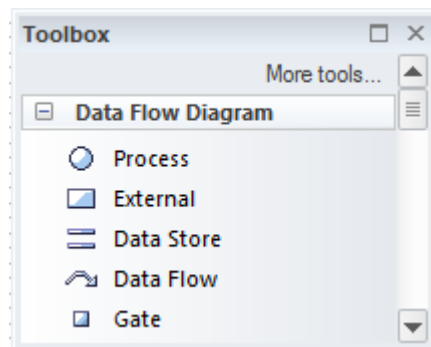 Toolbox
More tools...
Data Flow Diagram
Process
External
Data Store
Data Flow
Gate